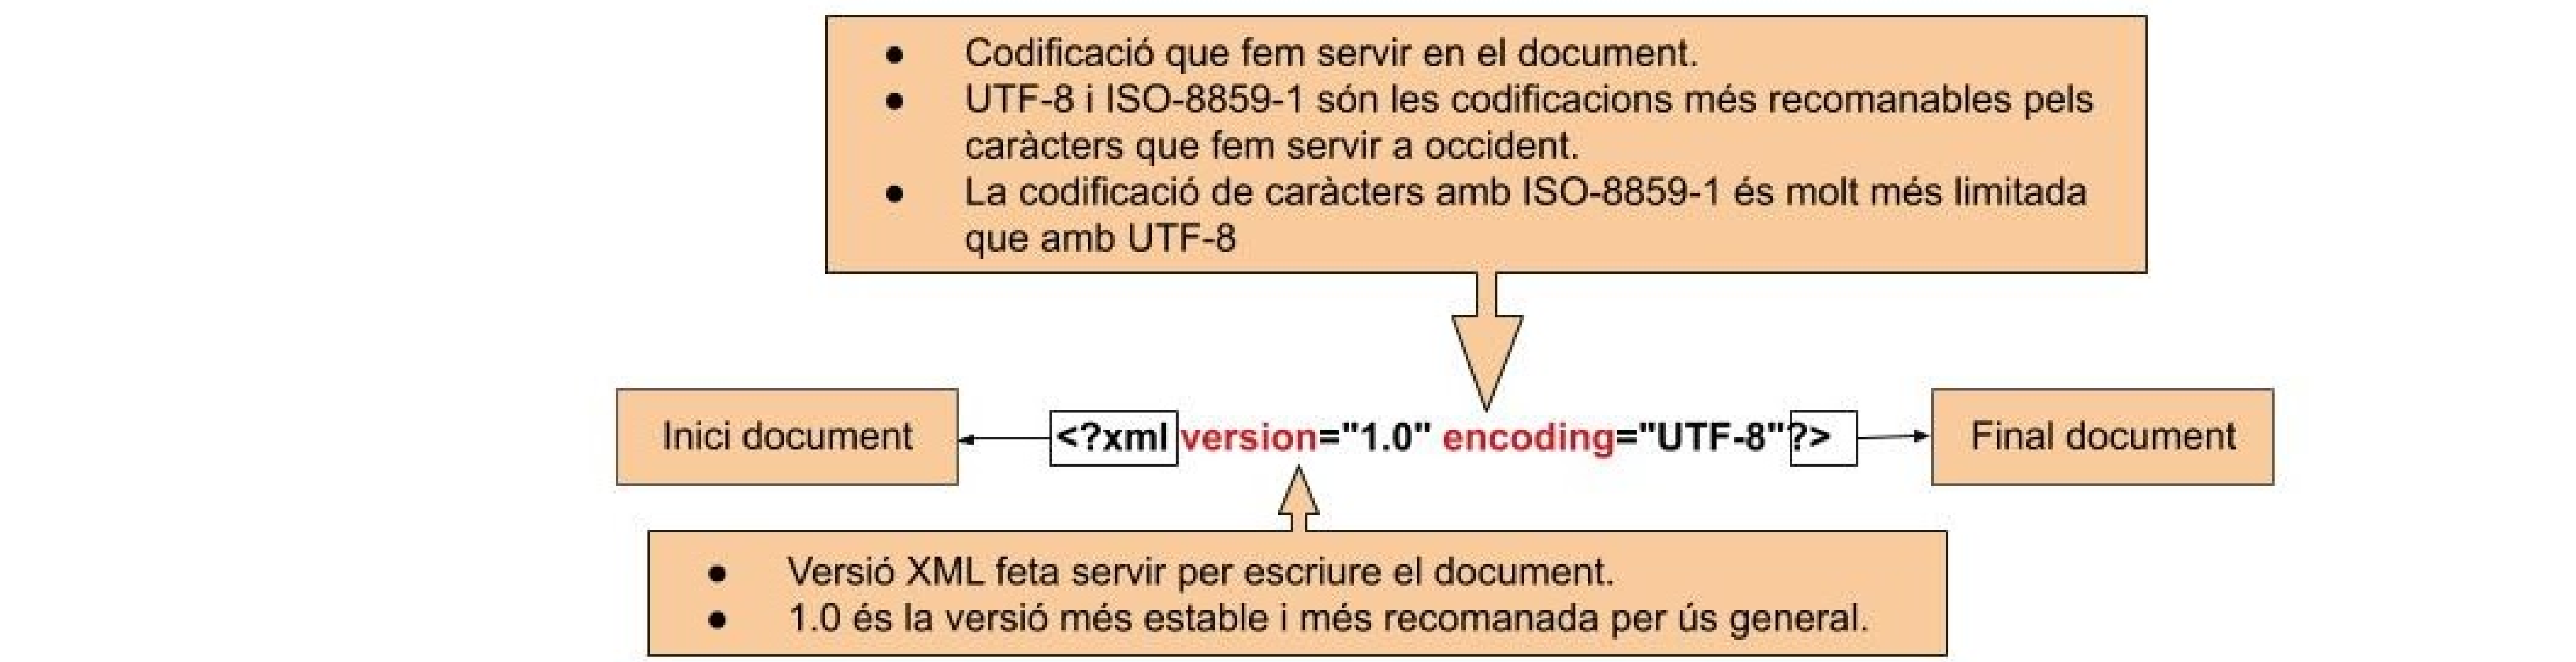 ● Codificació que fem servir en el document.
● UTF-8 i ISO-8859-1 són les codificacions més recomanables pels
caràcters que fem servir a occident.
● La codificació de caràcters amb ISO-8859-1 és molt més limitada
que amb UTF-8
Inici document
<?xml version="1.0" encoding="UTF-8"?>
Final document
● Versió XML feta servir per escriure el document.
● 1.0 és la versió més estable i més recomanada per ús general.